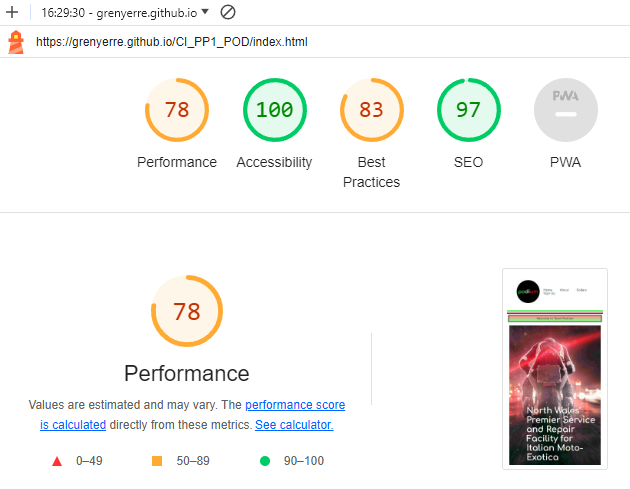 16:29:30 - grenyerre.github.io
https://grenyerre.github.io/CI_PP1_POD/index.html
78
100
83
97
PWA
Performance
Accessibility
Best
Practices
SEO
PWA
78
Performance
Values are estimated and may vary. The performance score
is calculated directly from these metrics. See calculator.
0–49
50–89
90–100
podium
Home
About
North Wales'
Premier Service
and Repair
Facility for
Italian Moto-
Exotica